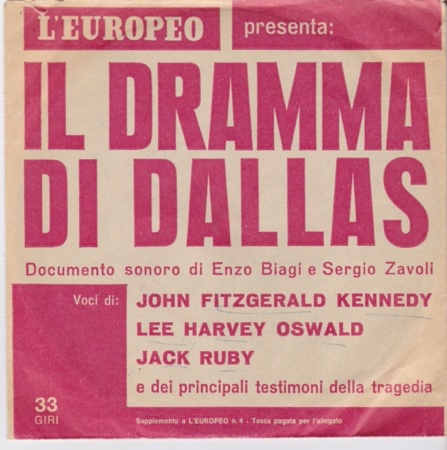 L'EUROPEO presenta:
IL DRAMMA
DI DALLAS
Documento sonoro di Enzo Biagi e Sergio Zavoli
Voci di: JOHN FITZGERALD KENNEDY
LEE HARVEY OSWALD
JACK RUBY
e dei principali testimoni della tragedia
33
GIRI
Supplemento a L'EUROPEO n. 4 - Tassa pagata per l'allegato